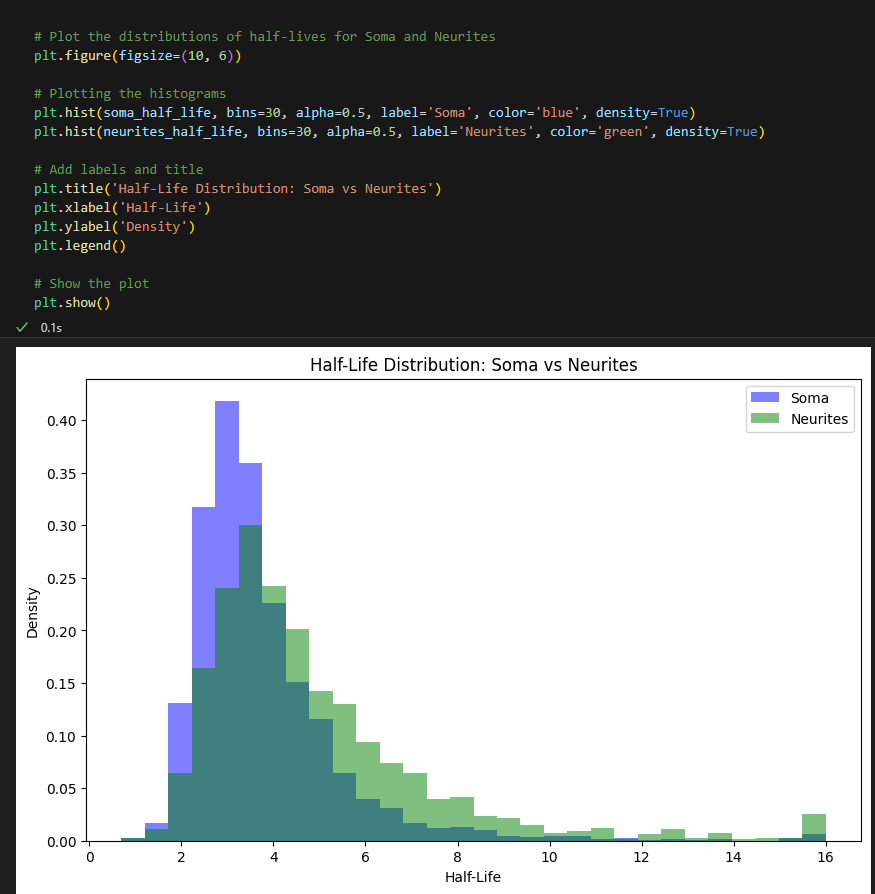 # Plot the distributions of half-lives for Soma and Neurites
plt.figure(figsize=(10, 6))
# Plotting the histograms
plt.hist(soma_half_life, bins=30, alpha=0.5, label='Soma', color='blue', density=True)
plt.hist(neurites_half_life, bins=30, alpha=0.5, label='Neurites', color='green', density=True)
# Add labels and title
plt.title('Half-Life Distribution: Soma vs Neurites')
plt.xlabel('Half-Life')
plt.ylabel('Density')
plt.legend()
# Show the plot
plt.show()
0.1s
Half-Life Distribution: Soma vs Neurites
Soma
Neurites
0.40
0.35
0.30
0.25
0.20
0.15
0.10
0.05
0.00
Density
0 2 4 6 8 10 12 14 16
Half-Life